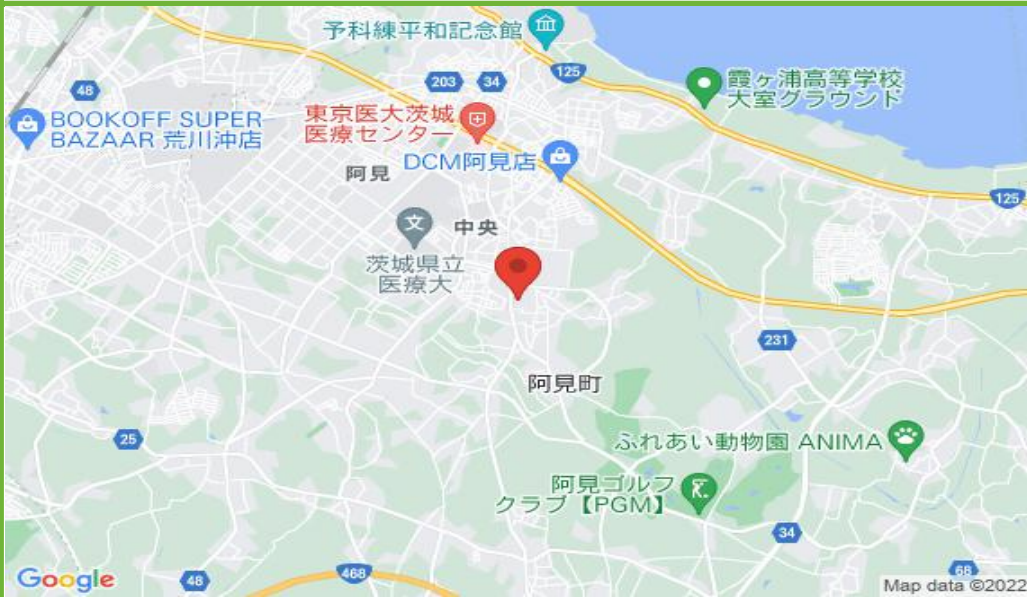 予科練平和記念館
125
203
34
48
霞ヶ浦高等学校
大室グラウンド
BOOKOFF SUPER
BAZAAR 荒川沖店
東京医大茨城
医療センター
DCM阿見店
阿見
125
文
中央
茨城県立
医療大
231
阿見町
25
ふれあい動物園 ANIMA
阿見ゴルフ
クラブ【PGM】
34
468
68
48
Google
Map data ©2022